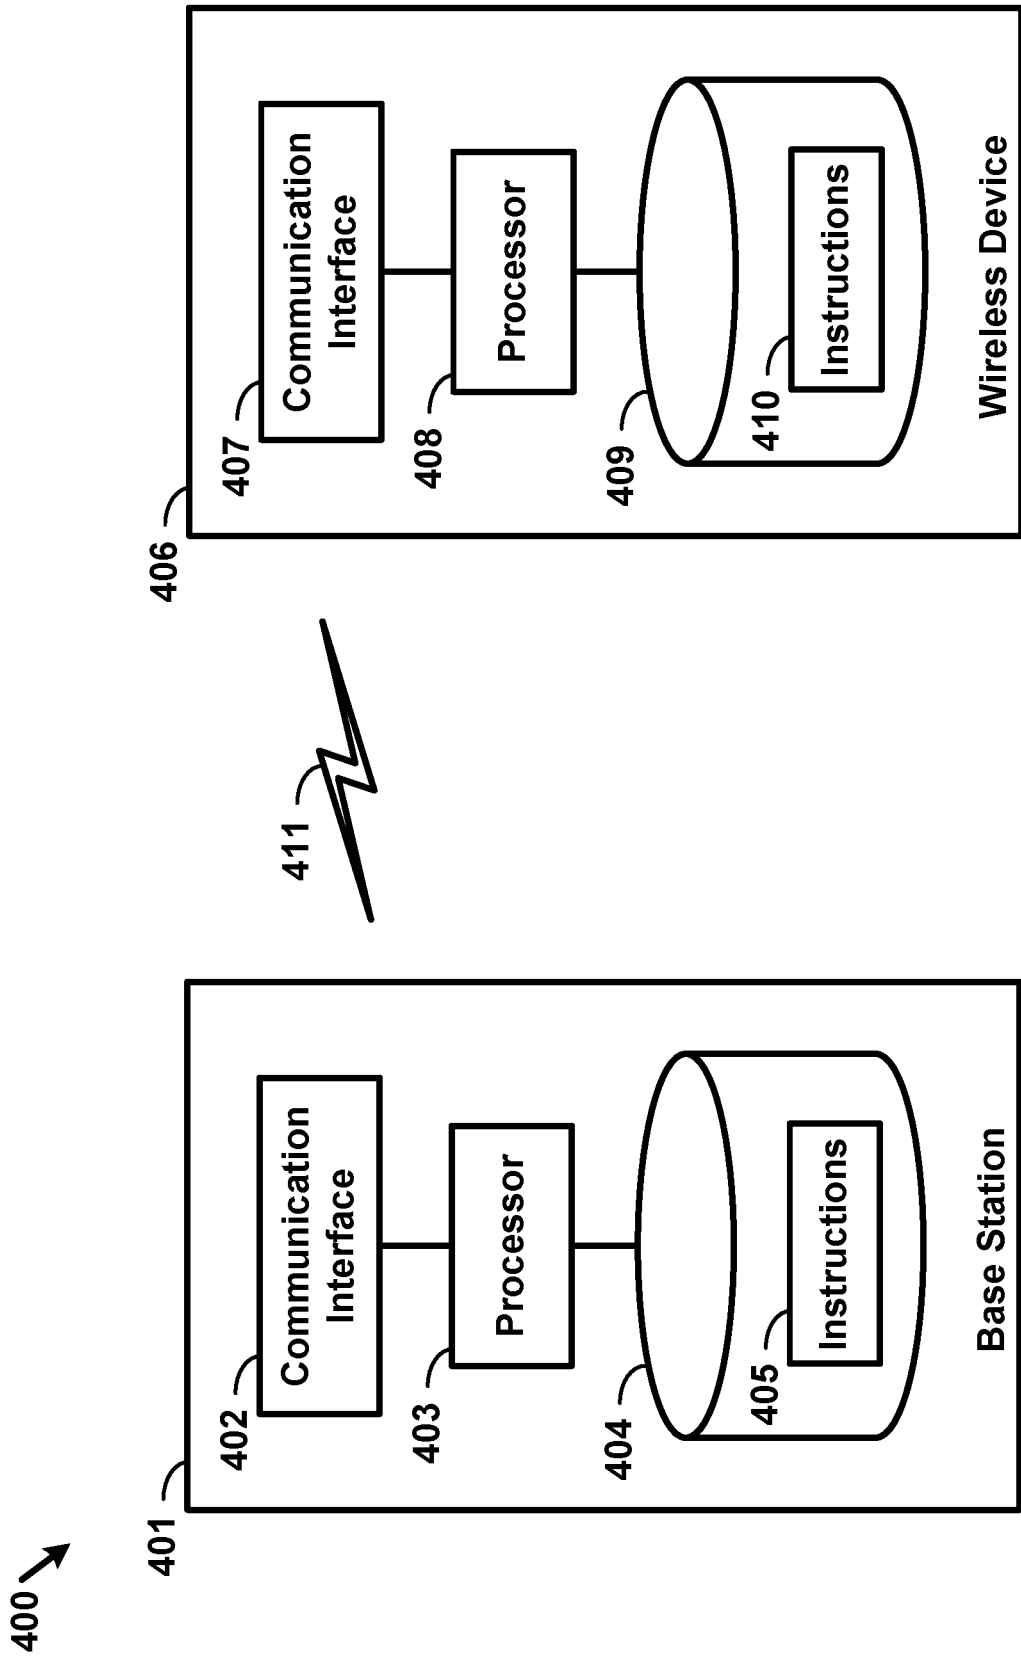 400
401
402
Communication
Interface
403
Processor
404
405
Instructions
Base Station
411
406
407
Communication
Interface
408
Processor
409
410
Instructions
Wireless Device